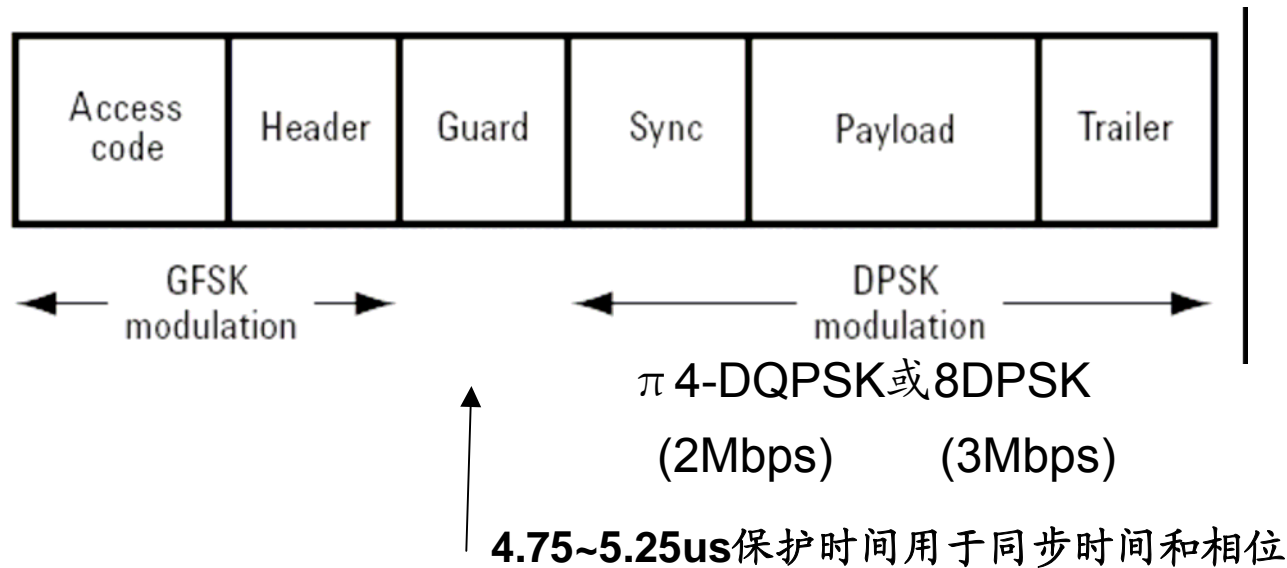 Access code
Header
Guard
Sync
Payload
Trailer
GFSK modulation
DPSK modulation
π4-DQPSK或8DPSK
(2Mbps) (3Mbps)
4.75~5.25us保护时间用于同步时间和相位